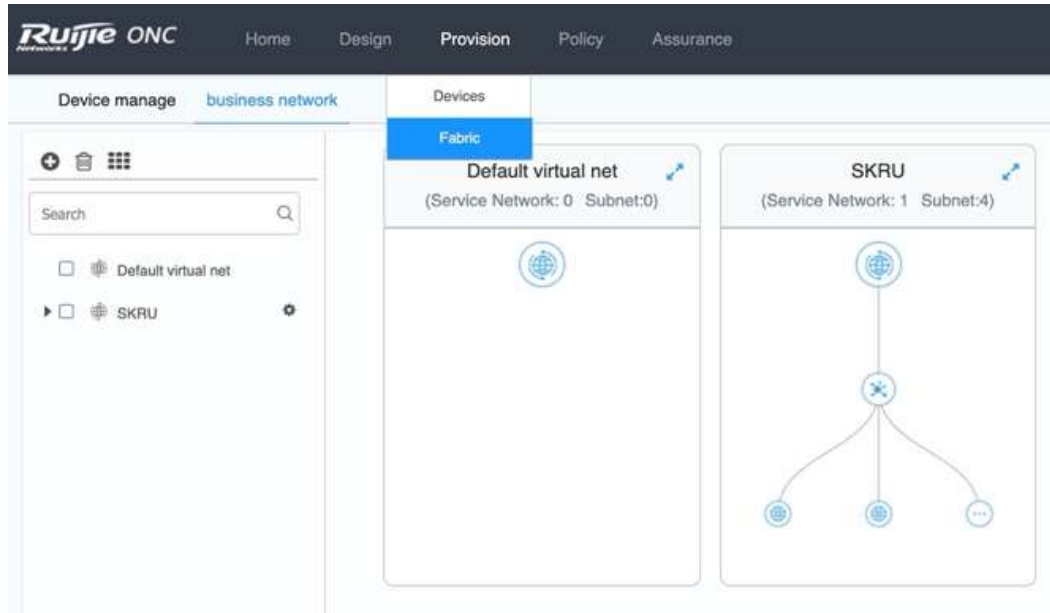 Ruijie Networks ONC Home Design Provision Policy Assurance
Device manage business network Devices
Fabric
Search
Default virtual net
SKRU
Default virtual net
(Service Network: 0 Subnet:0)
SKRU
(Service Network: 1 Subnet:4)